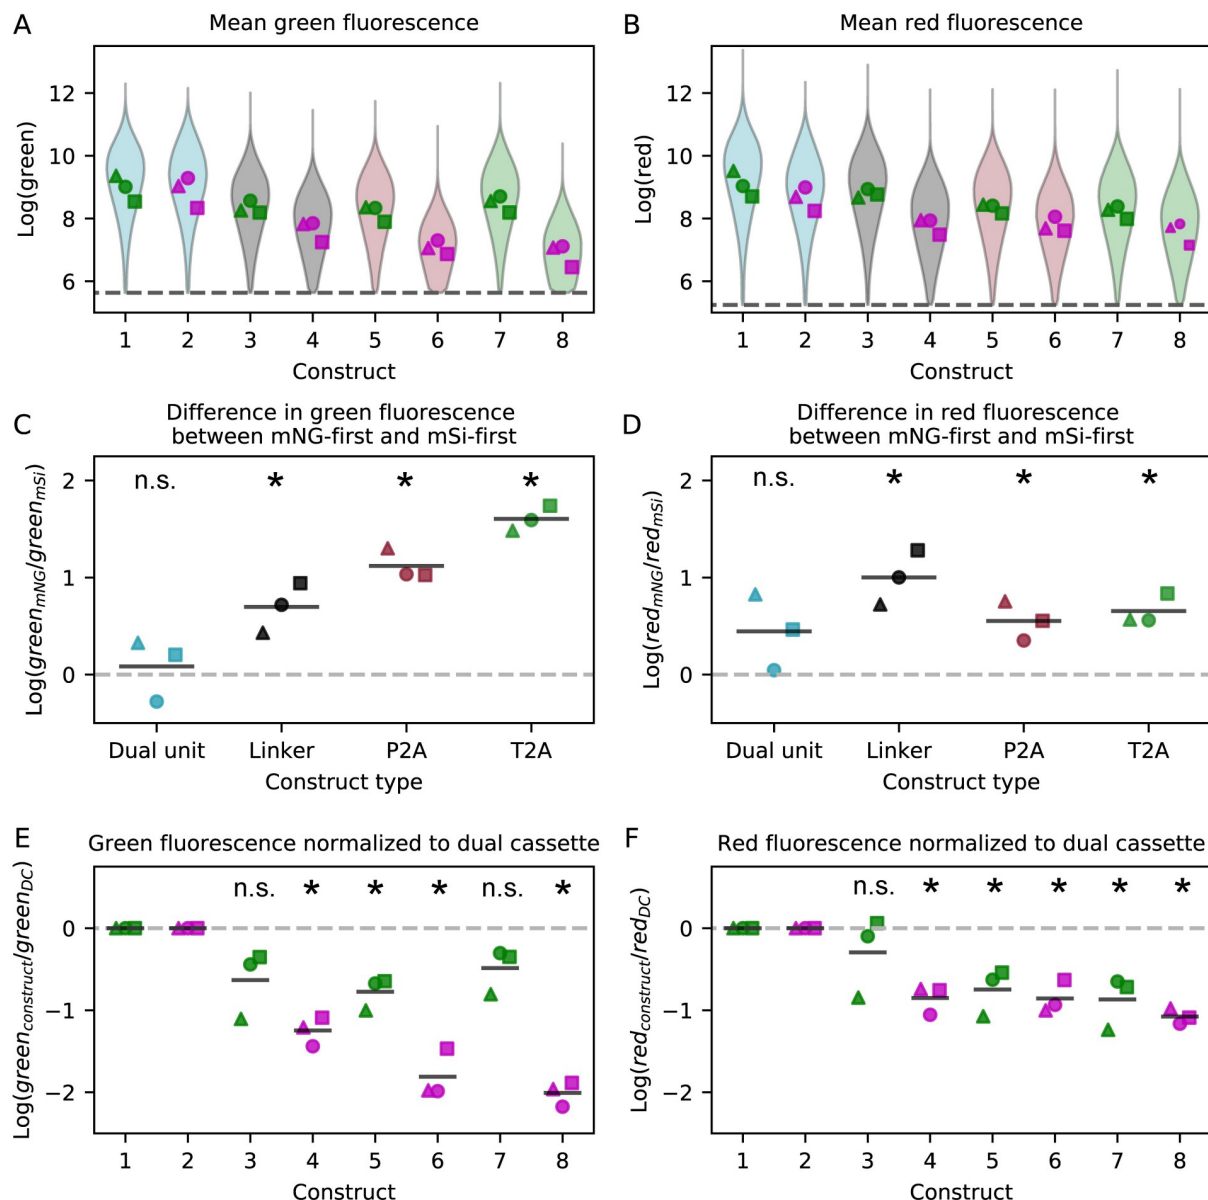 A
Mean green fluorescence
Log(green)
12
10
8
6
1 2 3 4 5 6 7 8
Construct
B
Mean red fluorescence
Log(red)
12
10
8
6
1 2 3 4 5 6 7 8
Construct
C
Difference in green fluorescence
between mNG-first and mSi-first
Log(green_mNG/green_mSi)
2
1
0
n.s. * * *
Dual unit Linker P2A T2A
Construct type
D
Difference in red fluorescence
between mNG-first and mSi-first
Log(red_mNG/red_mSi)
2
1
0
n.s. * * *
Dual unit Linker P2A T2A
Construct type
E
Green fluorescence normalized to dual cassette
Log(green_construct/green_DC)
0
−1
−2
n.s. * * * n.s. *
1 2 3 4 5 6 7 8
Construct
F
Red fluorescence normalized to dual cassette
Log(red_construct/red_DC)
0
−1
−2
n.s. * * * * *
1 2 3 4 5 6 7 8
Construct